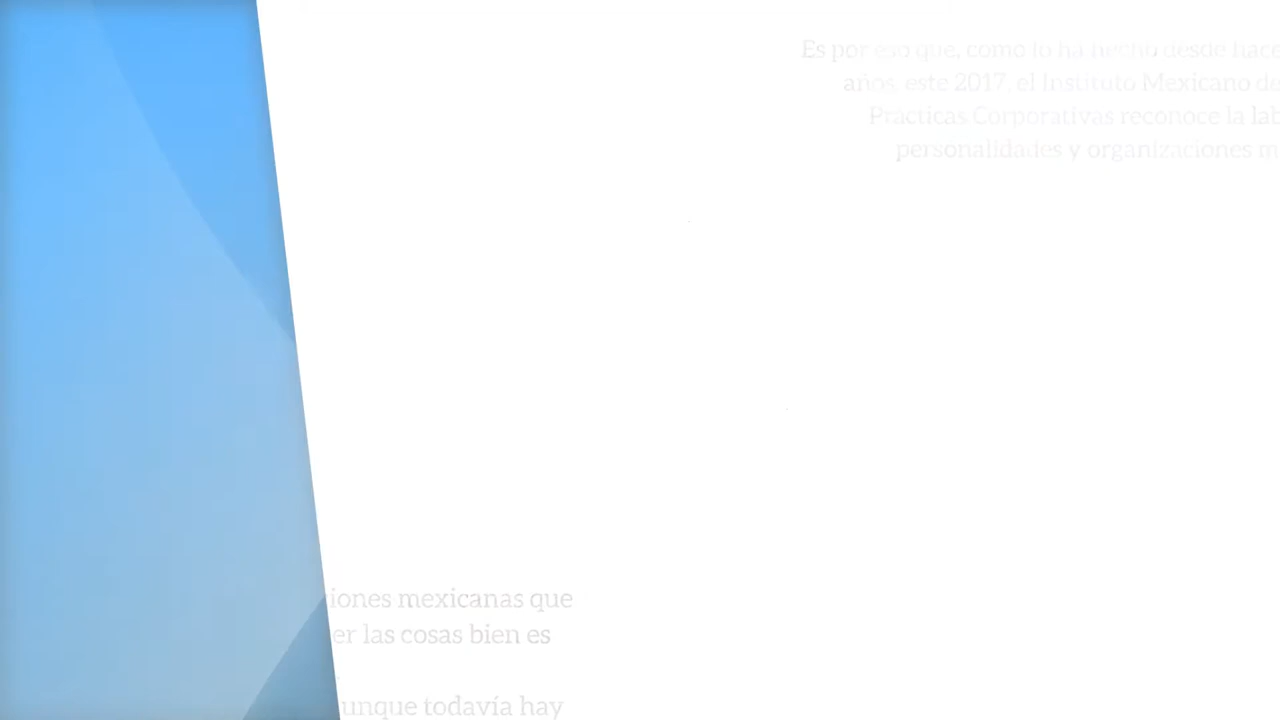 Es por eso que, como lo ha hecho desde hace
años, este 2017, el Instituto Mexicano de
Prácticas Corporativas reconoce la lab
personalidades y organizaciones m
iones mexicanas que
er las cosas bien es
unque todavía hay